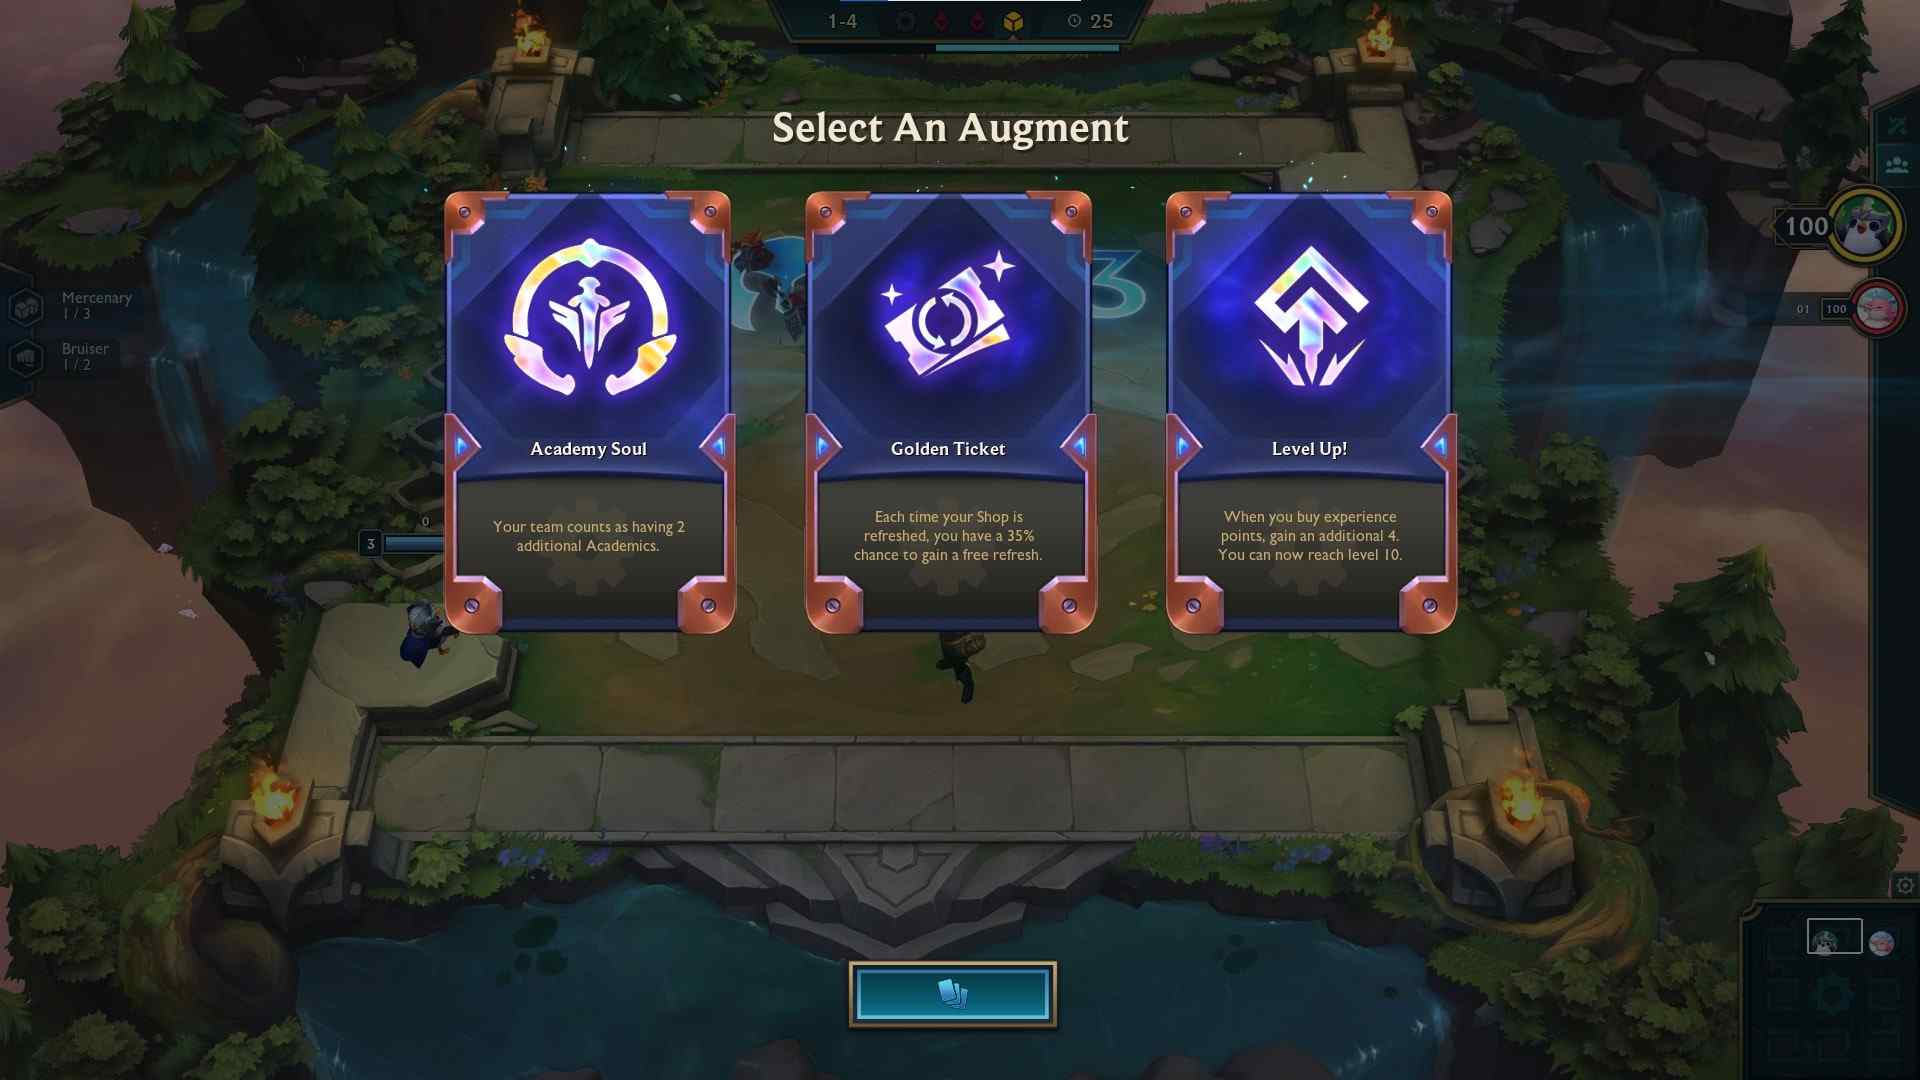 1-4
25
Select An Augment
100
Mercenary
1 / 3
01
100
Bruiser
1 / 2
3
Academy Soul
Golden Ticket
Level Up!
Your team counts as having 2
additional Academics.
Each time your Shop is
refreshed, you have a 35%
chance to gain a free refresh.
When you buy experience
points, gain an additional 4.
You can now reach level 10.
0
3